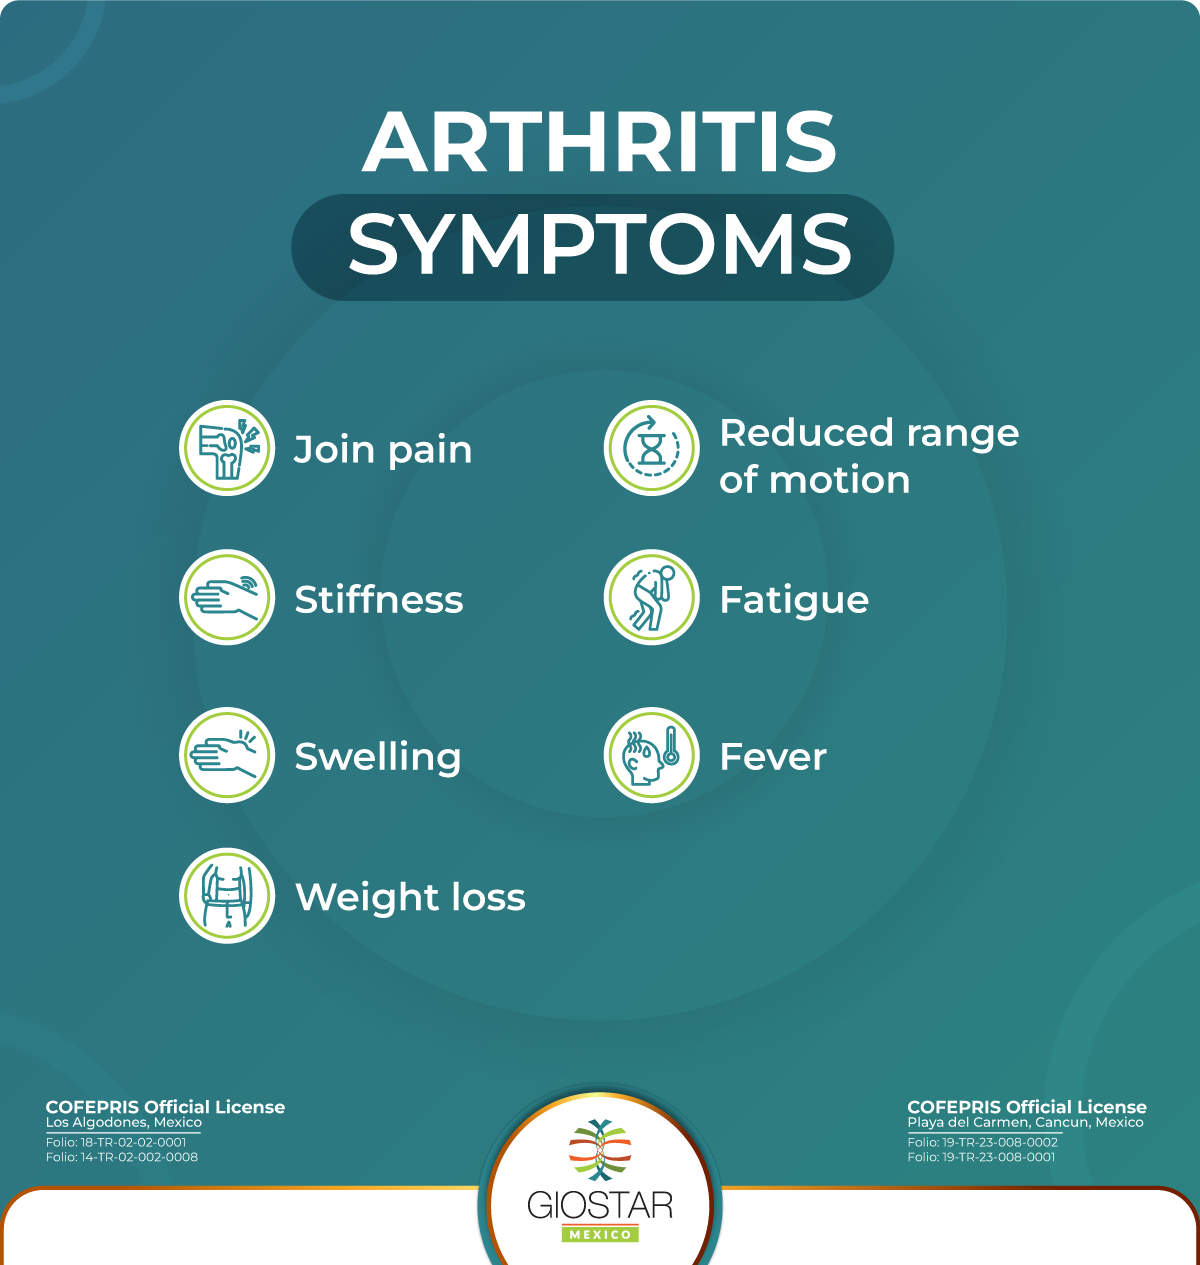 ARTHRITIS
SYMPTOMS
Join pain
Reduced range
of motion
Stiffness
Fatigue
Swelling
Fever
Weight loss
COFEPRIS Official License
Los Algodones, Mexico
Folio: 18-TR-02-02-0001
Folio: 14-TR-02-002-0008
COFEPRIS Official License
Playa del Carmen, Cancun, Mexico
Folio: 19-TR-23-008-0002
Folio: 19-TR-23-008-0001
GIOSTAR
MEXICO